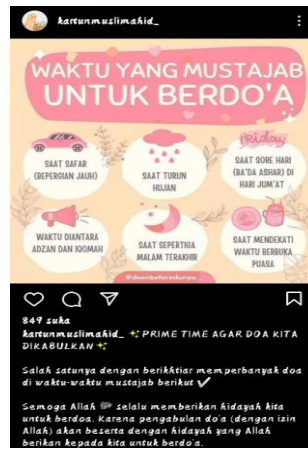 kartunmuslimahid_
WAKTU YANG MUSTAJAB
UNTUK BERDO'A
SAAT SAFAR
(BEPERGIAN JAUH)
SAAT TURUN
HUJAN
friday
SAAT SORE HARI
(BA'DA ASHAR) DI
HARI JUM'AT
WAKTU DIANTARA
ADZAN DAN IQOMAH
SAAT SEPERTIGA
MALAM TERAKHIR
SAAT MENDEKATI
WAKTU BERBUKA
PUASA
@deenbeforedunya
849 suka
kartunmuslimahid_ ✨PRIME TIME AGAR DOA KITA
DIKABULKAN✨
Salah satunya dengan berikhtiar memperbanyak doa
di waktu-waktu mustajab berikut ✔
Semoga Allah ﷻ selalu memberikan hidayah kita
untuk berdoa. Karena pengabulan do'a (dengan izin
Allah) akan beserta dengan hidayah yang Allah
berikan kepada kita untuk berdo'a.